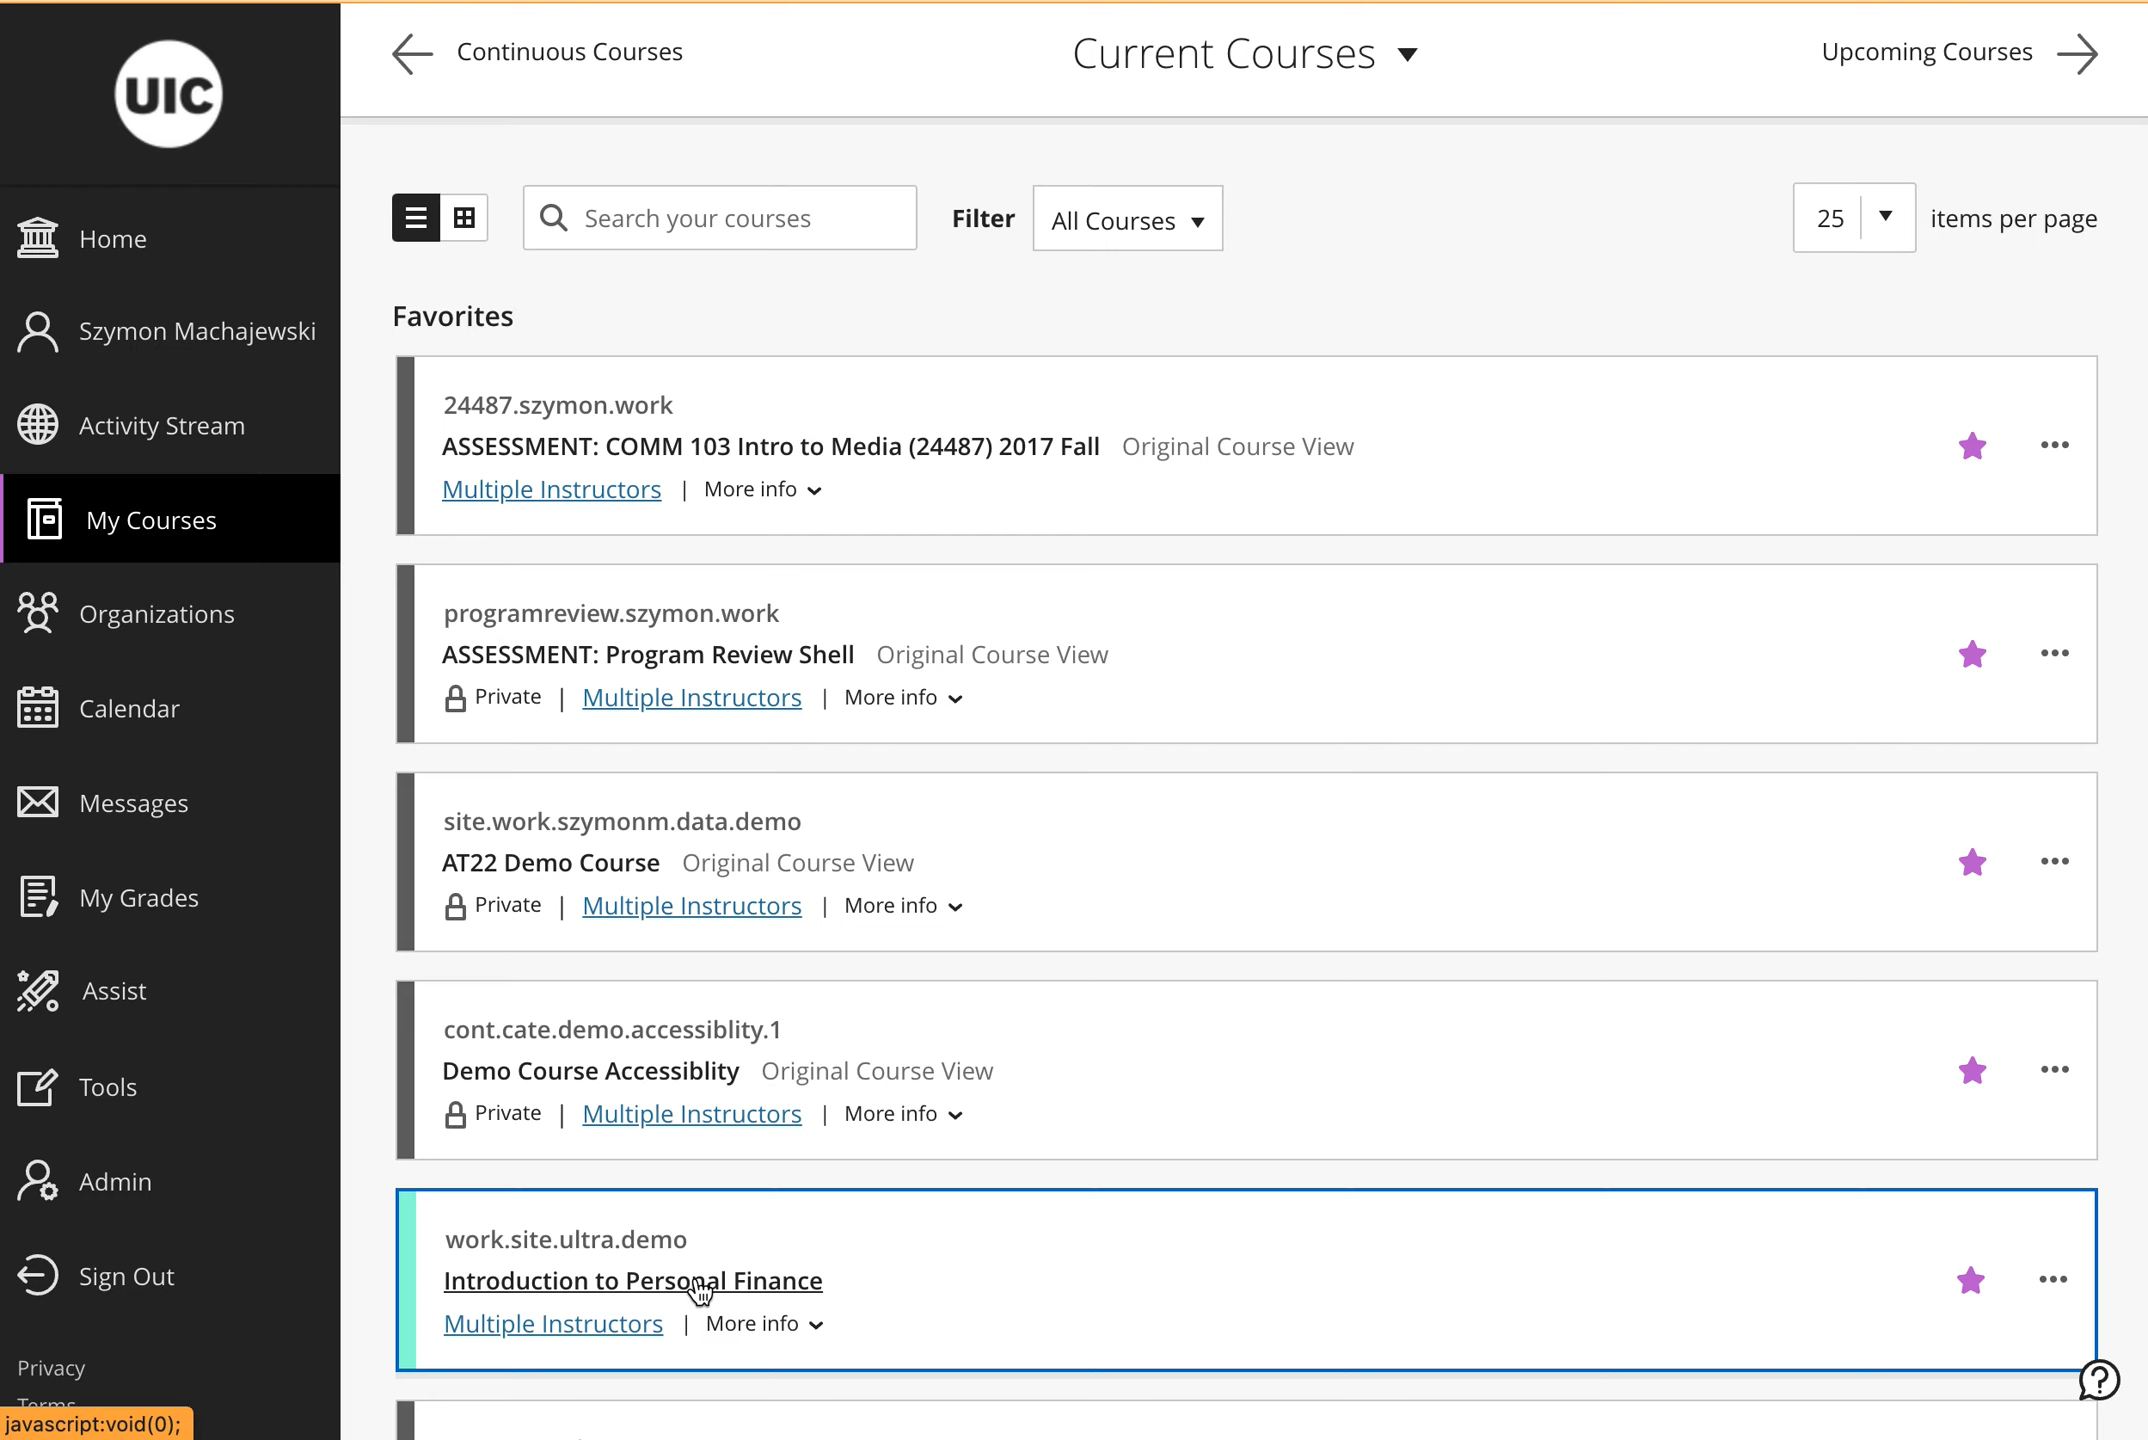 UIC
Home
Szymon Machajewski
Activity Stream
My Courses
Organizations
Calendar
Messages
My Grades
Assist
Tools
Admin
Sign Out
Privacy
Terms
javascript:void(0);
Continuous Courses
Current Courses
Upcoming Courses
Search your courses
Filter
All Courses
25
items per page
Favorites
24487.szymon.work
ASSESSMENT: COMM 103 Intro to Media (24487) 2017 Fall Original Course View
Multiple Instructors | More info
programreview.szymon.work
ASSESSMENT: Program Review Shell Original Course View
Private | Multiple Instructors | More info
site.work.szymonm.data.demo
AT22 Demo Course Original Course View
Private | Multiple Instructors | More info
cont.cate.demo.accessiblity.1
Demo Course Accessiblity Original Course View
Private | Multiple Instructors | More info
work.site.ultra.demo
Introduction to Personal Finance
Multiple Instructors | More info